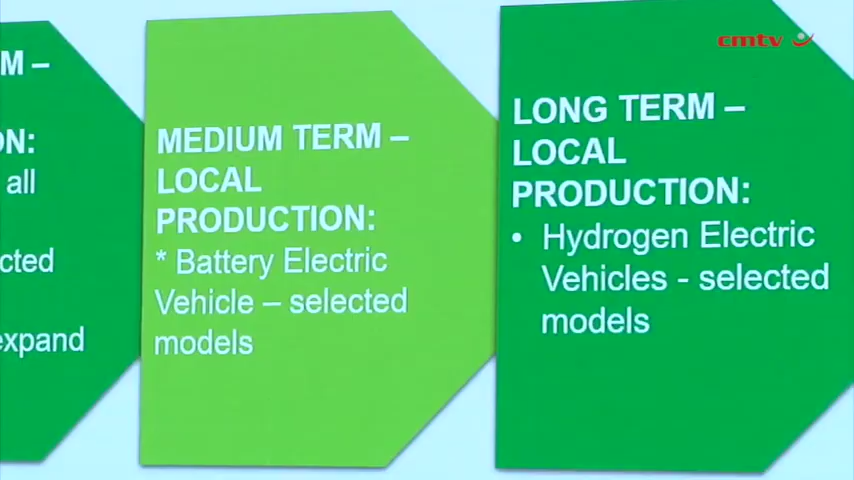 M –
ON:
all
cted
expand
MEDIUM TERM –
LOCAL
PRODUCTION:
* Battery Electric
Vehicle – selected
models
LONG TERM –
LOCAL
PRODUCTION:
• Hydrogen Electric
Vehicles - selected
models
cmtv